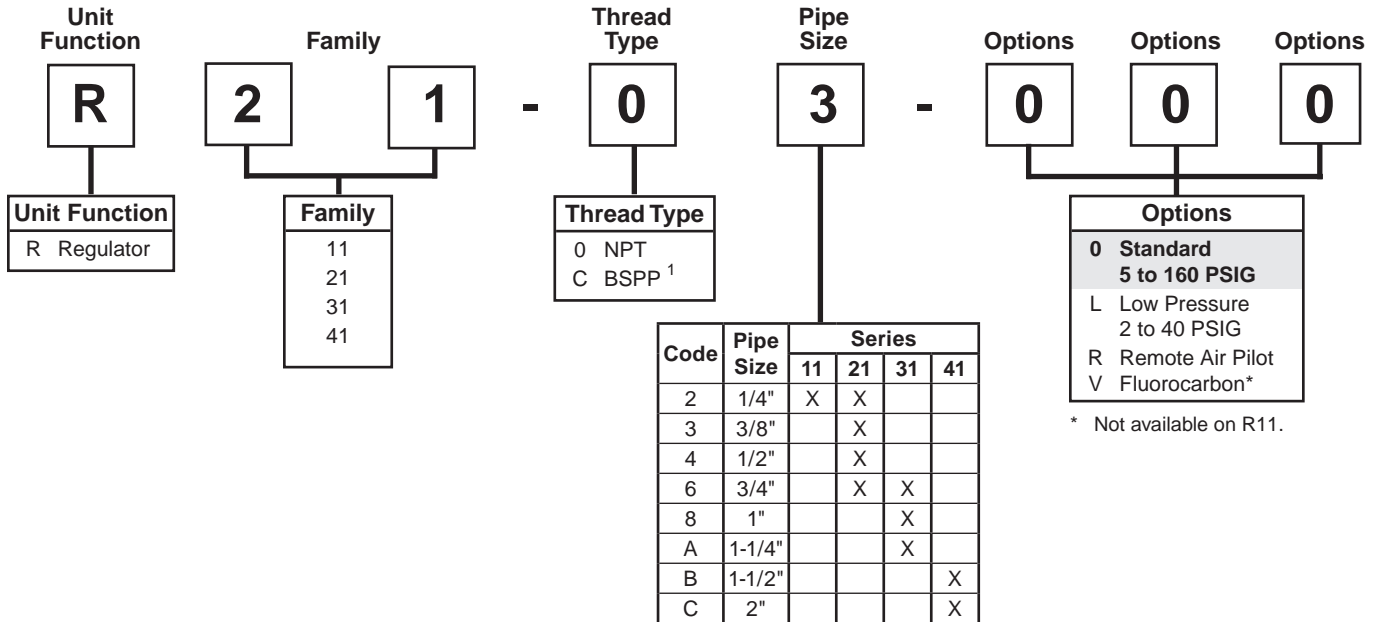 Unit Function Family Thread Type Pipe Size Options Options Options
R 2 1 - 0 3 - 0 0 0
Unit Function
R Regulator
Family
11
21
31
41
Thread Type
0 NPT
C BSPP 1
Options
0 Standard
5 to 160 PSIG
L Low Pressure
2 to 40 PSIG
R Remote Air Pilot
V Fluorocarbon*
* Not available on R11.
Code Pipe Size Series
11 21 31 41
2 1/4" X X
3 3/8" X
4 1/2" X
6 3/4" X X
8 1" X
A 1-1/4" X
B 1-1/2" X
C 2" X